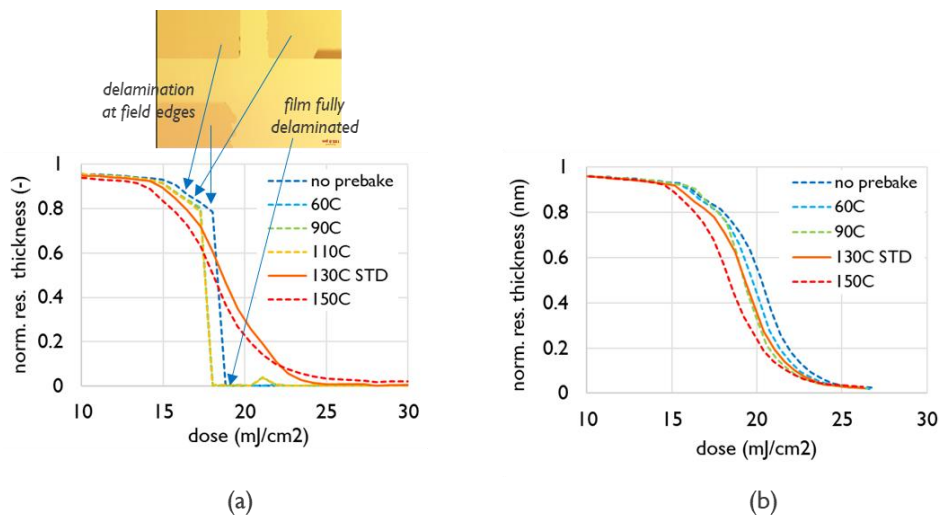 delamination
at field edges
film fully
delaminated
norm. res. thickness (-)
1
0.8
0.6
0.4
0.2
0
10
15
20
25
30
dose (mJ/cm2)
no prebake
60C
90C
110C
130C STD
150C
(a)
norm. res. thickness (nm)
1
0.8
0.6
0.4
0.2
0
10
15
20
25
30
dose (mJ/cm2)
no prebake
60C
90C
130C STD
150C
(b)